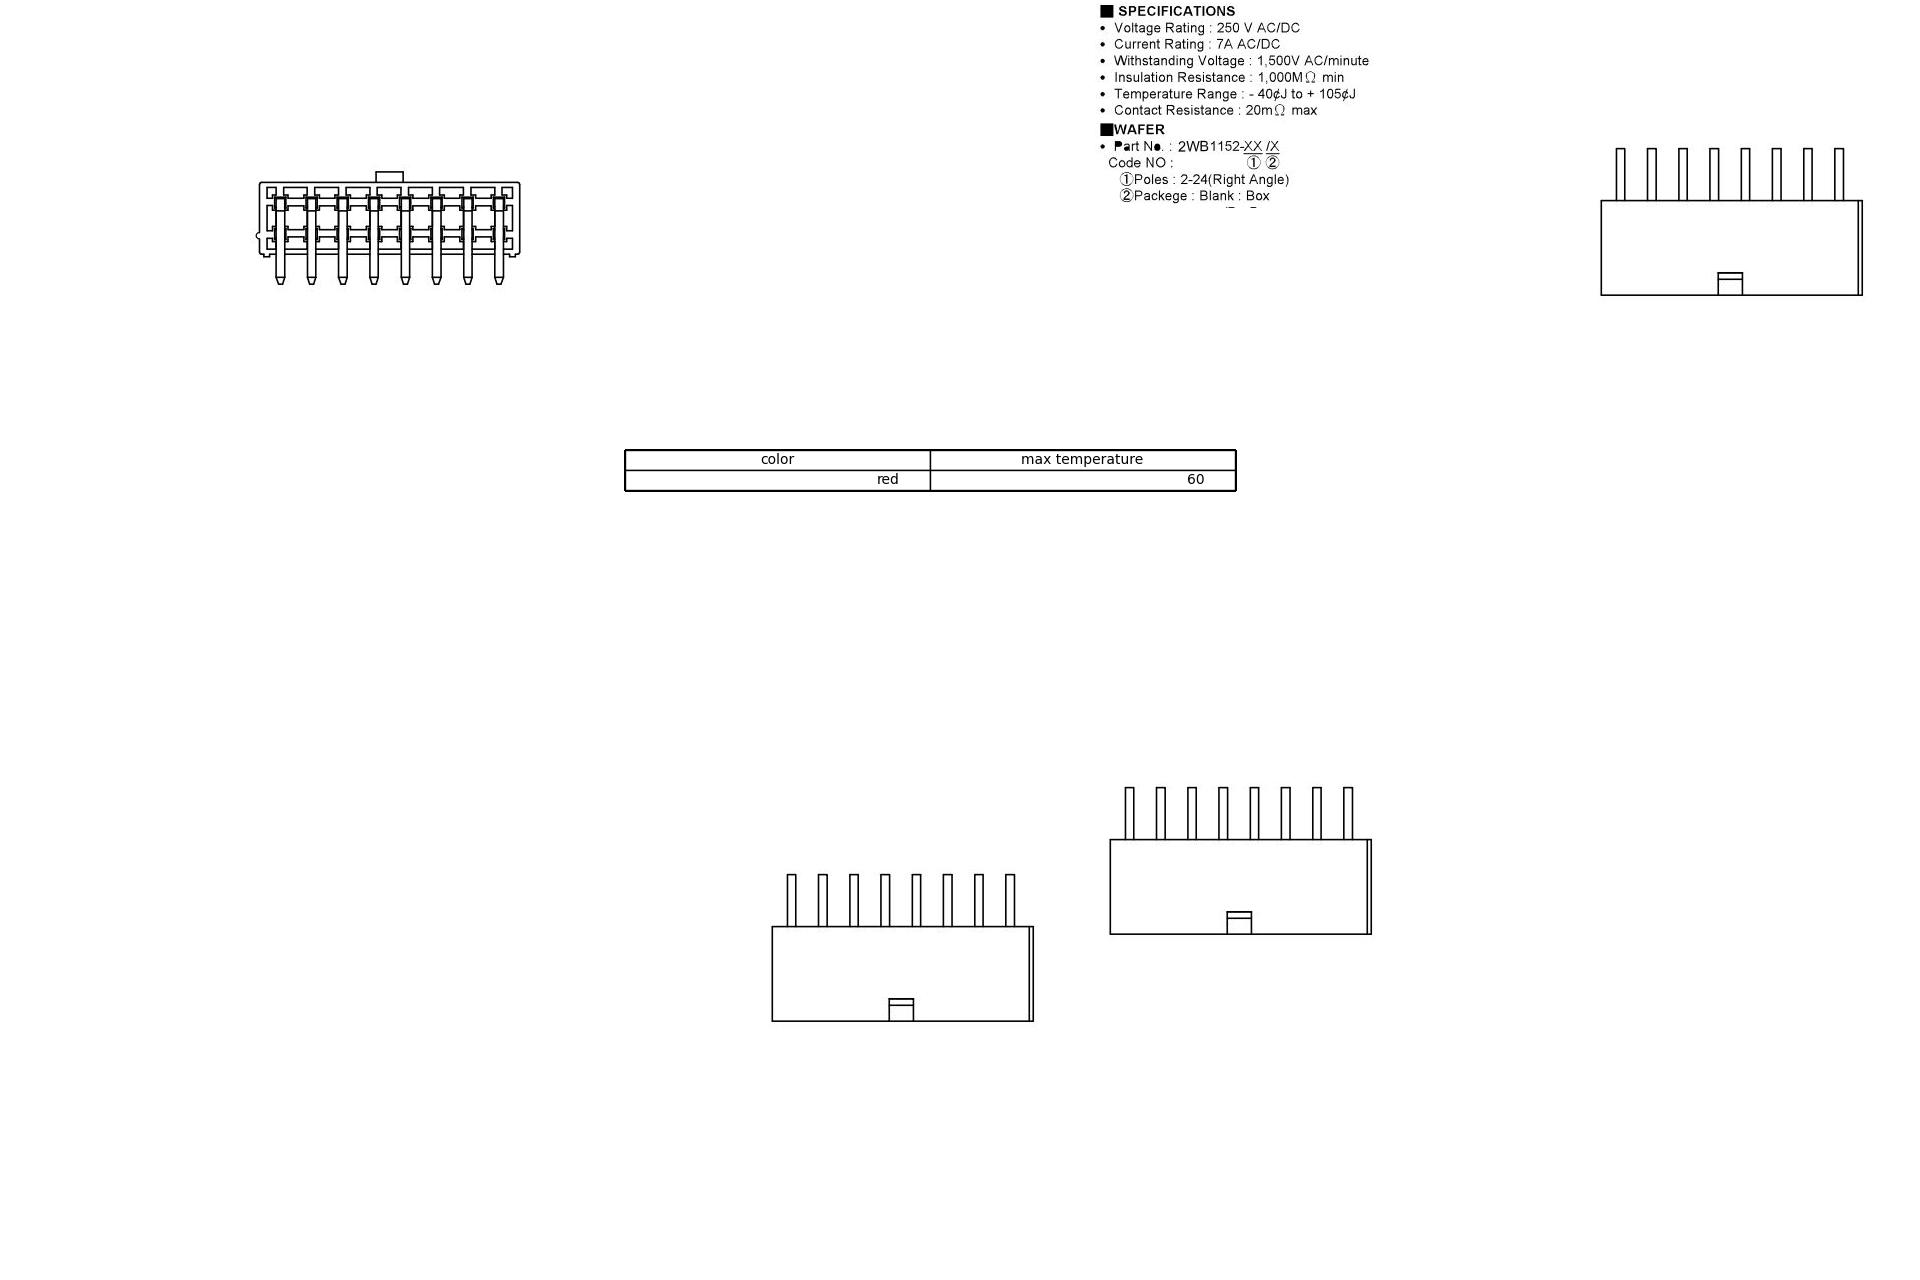 ■ SPECIFICATIONS
• Voltage Rating : 250 V AC/DC
• Current Rating : 7A AC/DC
• Withstanding Voltage : 1,500V AC/minute
• Insulation Resistance : 1,000MΩ min
• Temperature Range : - 40¢J to + 105¢J
• Contact Resistance : 20mΩ max
■WAFER
• Part No. : 2WB1152-XX /X
Code NO : ① ②
①Poles : 2-24(Right Angle)
②Packege : Blank : Box
color max temperature
red 60